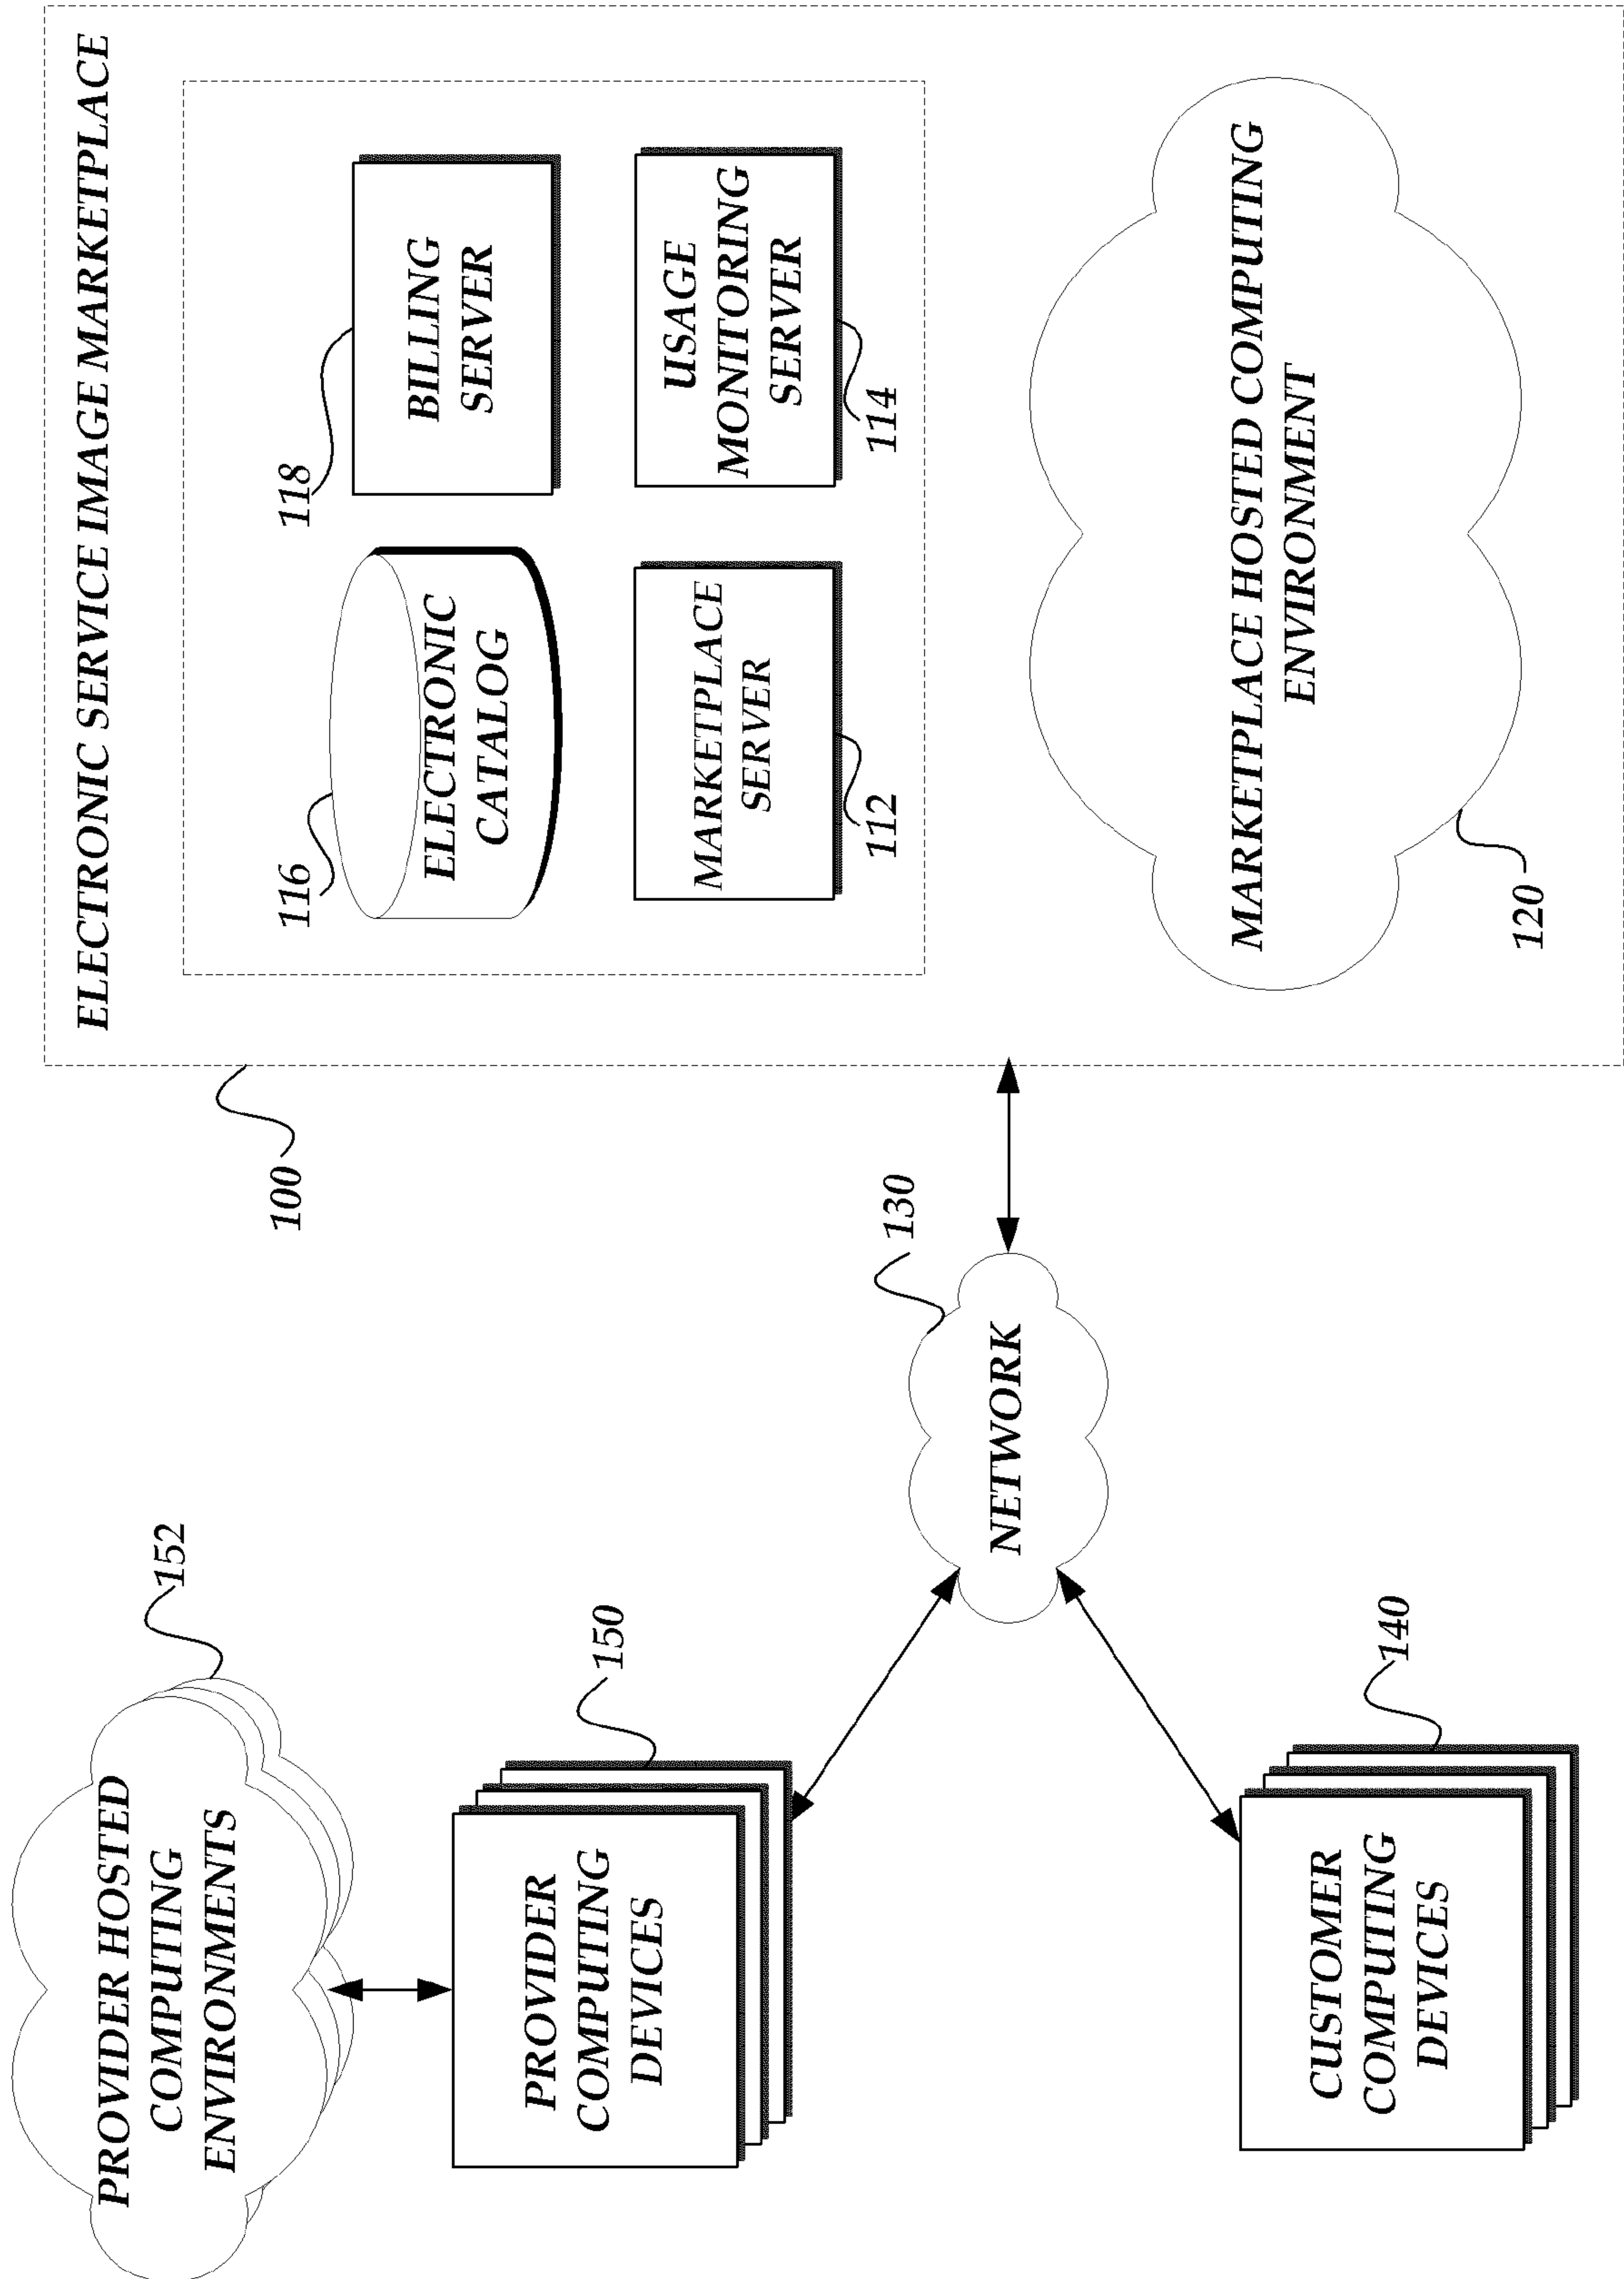 PROVIDER HOSTED
COMPUTING
ENVIRONMENTS
152
PROVIDER
COMPUTING
DEVICES
150
CUSTOMER
COMPUTING
DEVICES
140
NETWORK
130
100
ELECTRONIC SERVICE IMAGE MARKETPLACE
116
ELECTRONIC
CATALOG
118
BILLING
SERVER
MARKETPLACE
SERVER
112
USAGE
MONITORING
SERVER
114
MARKETPLACE HOSTED COMPUTING
ENVIRONMENT
120